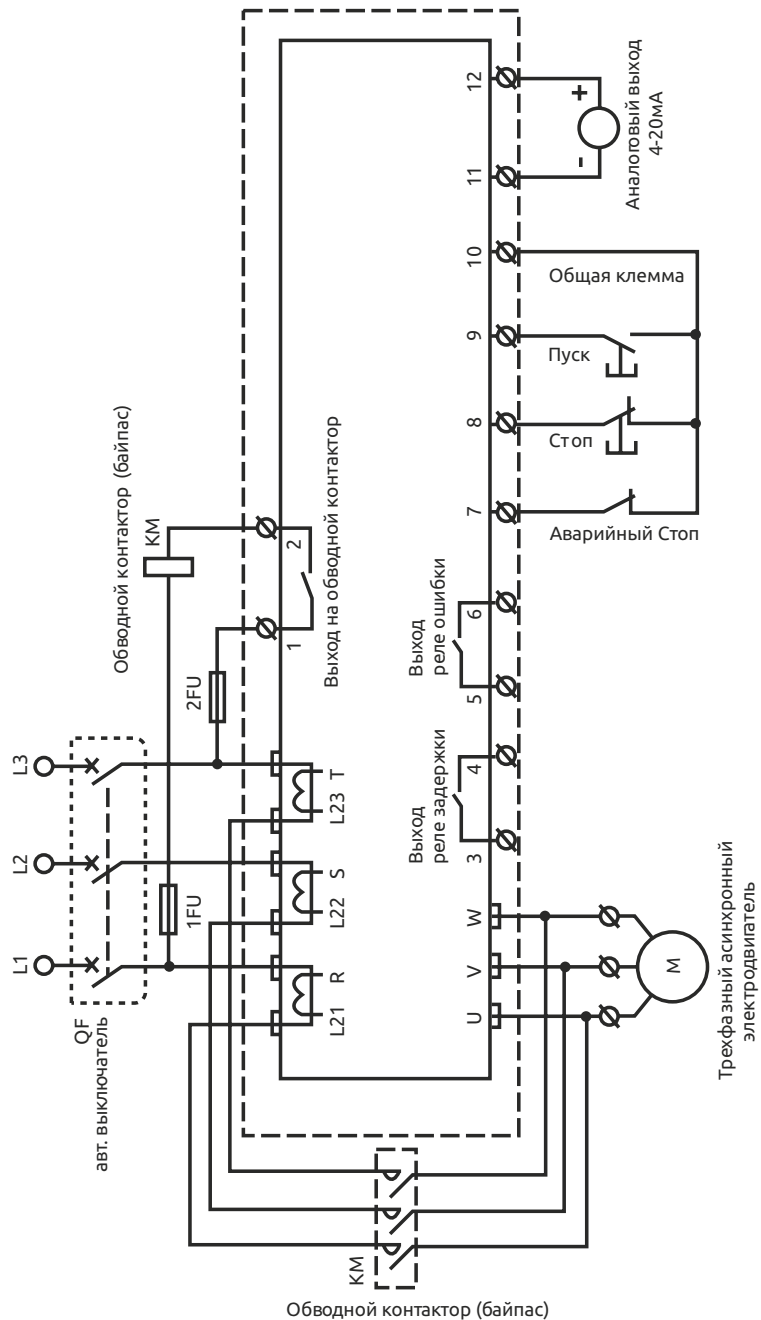 L1
L2
L3
QF
авт. выключатель
1FU
2FU
Обводной контактор (байпас)
KM
1
2
Выход на обводной контактор
L21
R
L22
S
L23
T
U
V
W
3
4
Выход
реле задержки
5
6
Выход
реле ошибки
7
8
9
10
11
12
Аварийный Стоп
Стоп
Пуск
Общая клемма
-
+
Аналоговый выход
4-20мА
M
Трехфазный асинхронный
электродвигатель
KM
Обводной контактор (байпас)